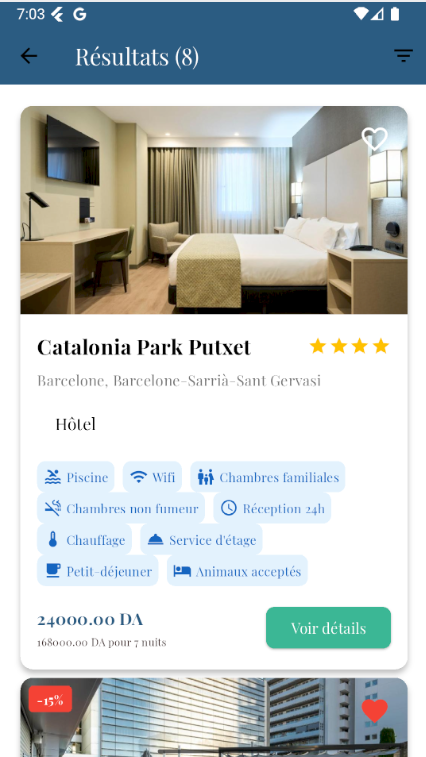 7:03 G
Résultats (8)
Catalonia Park Putxet
Barcelone, Barcelone-Sarrià-Sant Gervasi
Hôtel
Piscine Wifi Chambres familiales
Chambres non fumeur Réception 24h
Chauffage Service d'étage
Petit-déjeuner Animaux acceptés
24000.00 DA
168000.00 DA pour 7 nuits
Voir détails
-15%